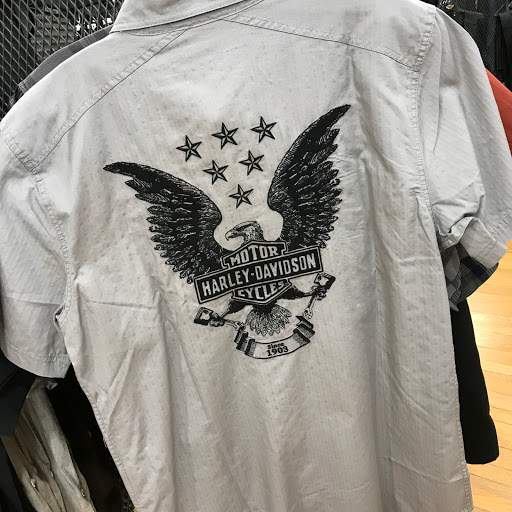 MOTOR
HARLEY-DAVIDSON
CYCLES
Since
1903